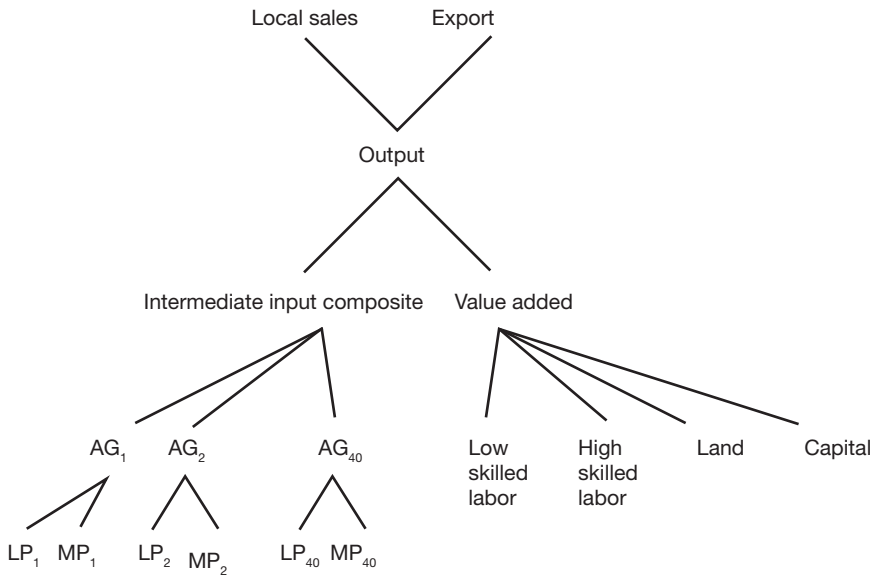 Local sales Export
Output
Intermediate input composite Value added
AG₁ AG₂ AG₄₀ Low skilled labor High skilled labor Land Capital
LP₁ MP₁ LP₂ MP₂ LP₄₀ MP₄₀